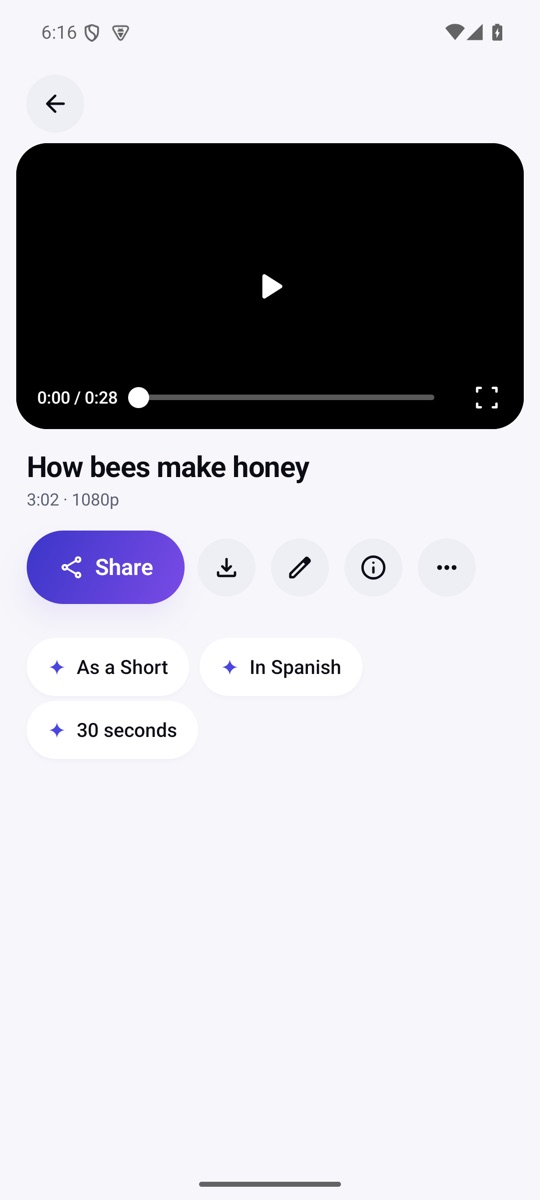 6:16
0:00 / 0:28
How bees make honey
3:02 · 1080p
Share
As a Short
In Spanish
30 seconds